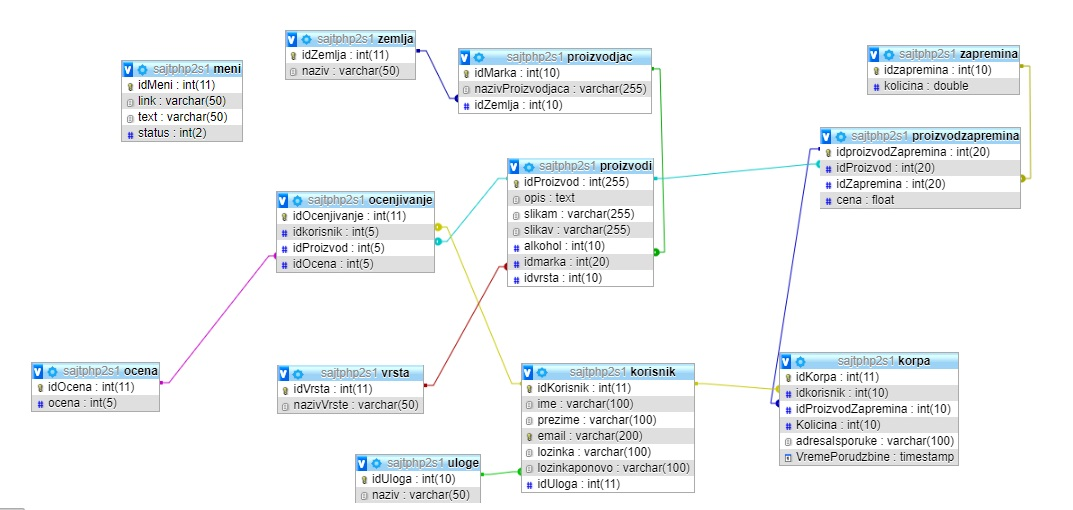 sajtphp2s1 meni
idMeni : int(11)
link : varchar(50)
text : varchar(50)
status : int(2)
sajtphp2s1 zemlja
idZemlja : int(11)
naziv : varchar(50)
sajtphp2s1 proizvodjac
idMarka : int(10)
nazivProizvodjaca : varchar(255)
idZemlja : int(10)
sajtphp2s1 zapremina
idzapremina : int(10)
kolicina : double
sajtphp2s1 proizvodzapremina
idproizvodZapremina : int(20)
idProizvod : int(20)
idZapremina : int(20)
cena : float
sajtphp2s1 proizvodi
idProizvod : int(255)
opis : text
slikam : varchar(255)
slikav : varchar(255)
alkohol : int(10)
idmarka : int(20)
idvrsta : int(10)
sajtphp2s1 ocenjivanje
idOcenjivanje : int(11)
idkorisnik : int(5)
idProizvod : int(5)
idOcena : int(5)
sajtphp2s1 ocena
idOcena : int(11)
ocena : int(5)
sajtphp2s1 vrsta
idVrsta : int(11)
nazivVrste : varchar(50)
sajtphp2s1 korisnik
idKorisnik : int(11)
ime : varchar(100)
prezime : varchar(100)
email : varchar(200)
lozinka : varchar(100)
lozinkaponovo : varchar(100)
idUloga : int(11)
sajtphp2s1 korpa
idKorpa : int(11)
idkorisnik : int(10)
idProizvodZapremina : int(10)
Kolicina : int(10)
adresaIsporuke : varchar(100)
VremePorudzbine : timestamp
sajtphp2s1 uloge
idUloga : int(10)
naziv : varchar(50)